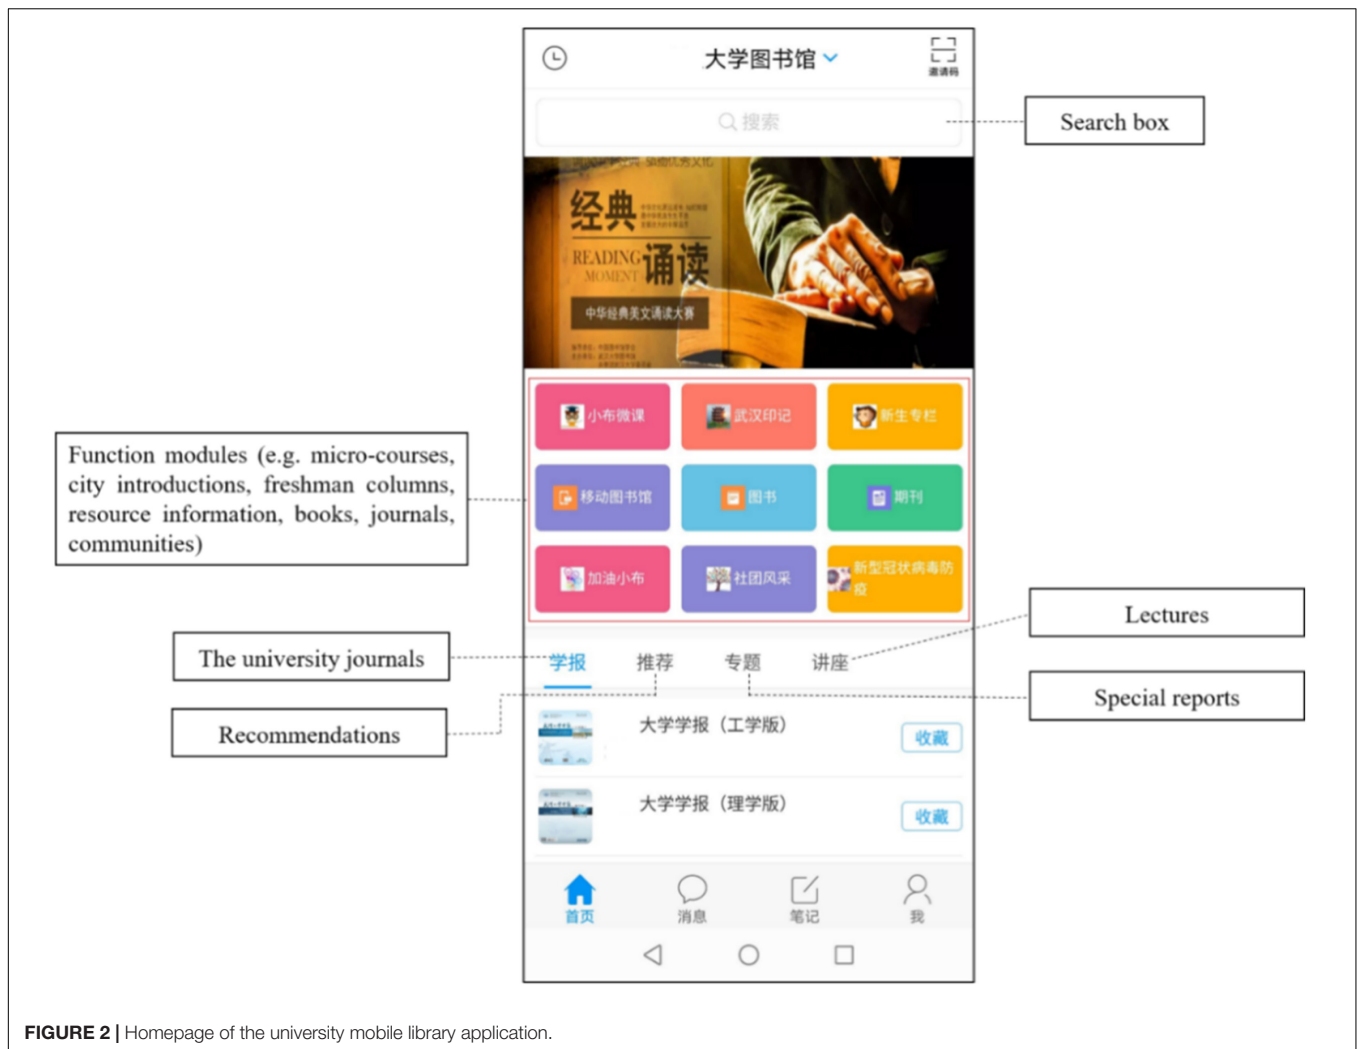 大学图书馆
邀请码
搜索
Search box
经典
READING
MOMENT
诵读
中华经典美文诵读大赛
小布微课
武汉印记
新生专栏
Function modules (e.g. micro-courses,
city introductions, freshman columns,
resource information, books, journals,
communities)
移动图书馆
图书
期刊
加油小布
社团风采
新型冠状病毒防
疫
Lectures
The university journals
学报
推荐
专题
讲座
Special reports
Recommendations
大学学报（工学版）
收藏
大学学报（理学版）
收藏
首页
消息
笔记
我
FIGURE 2 | Homepage of the university mobile library application.